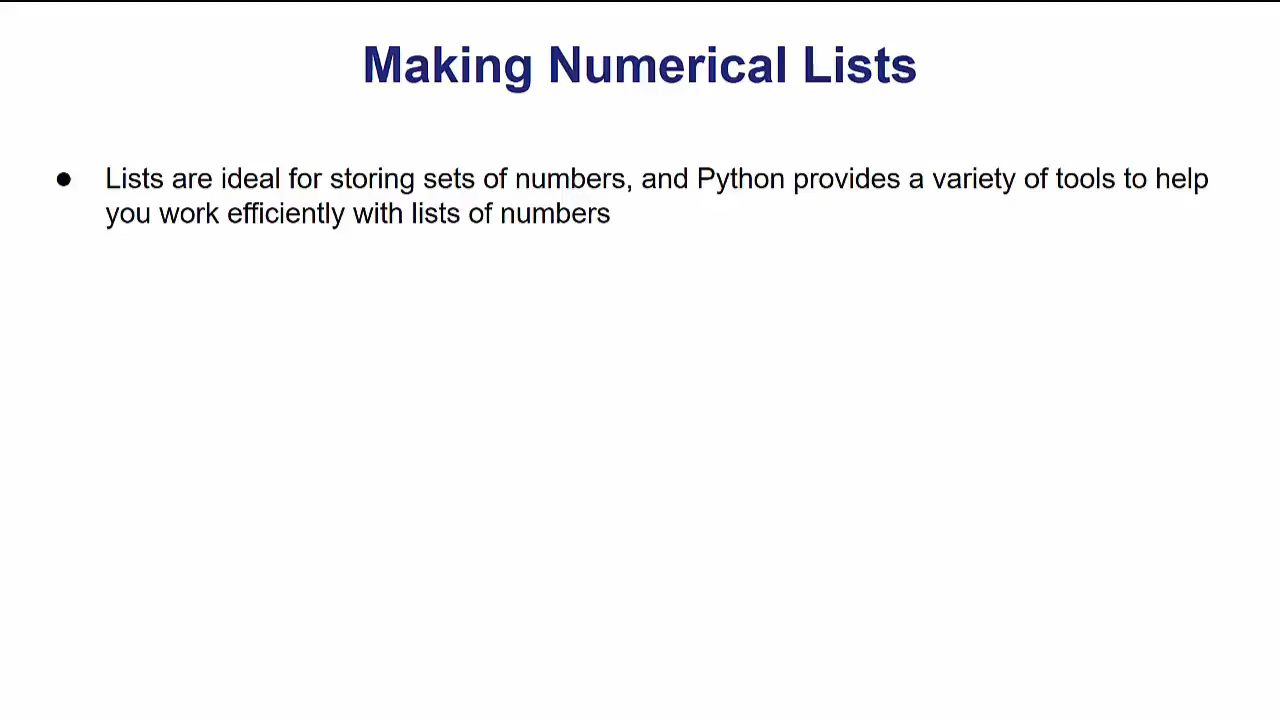 Making Numerical Lists
● Lists are ideal for storing sets of numbers, and Python provides a variety of tools to help
you work efficiently with lists of numbers